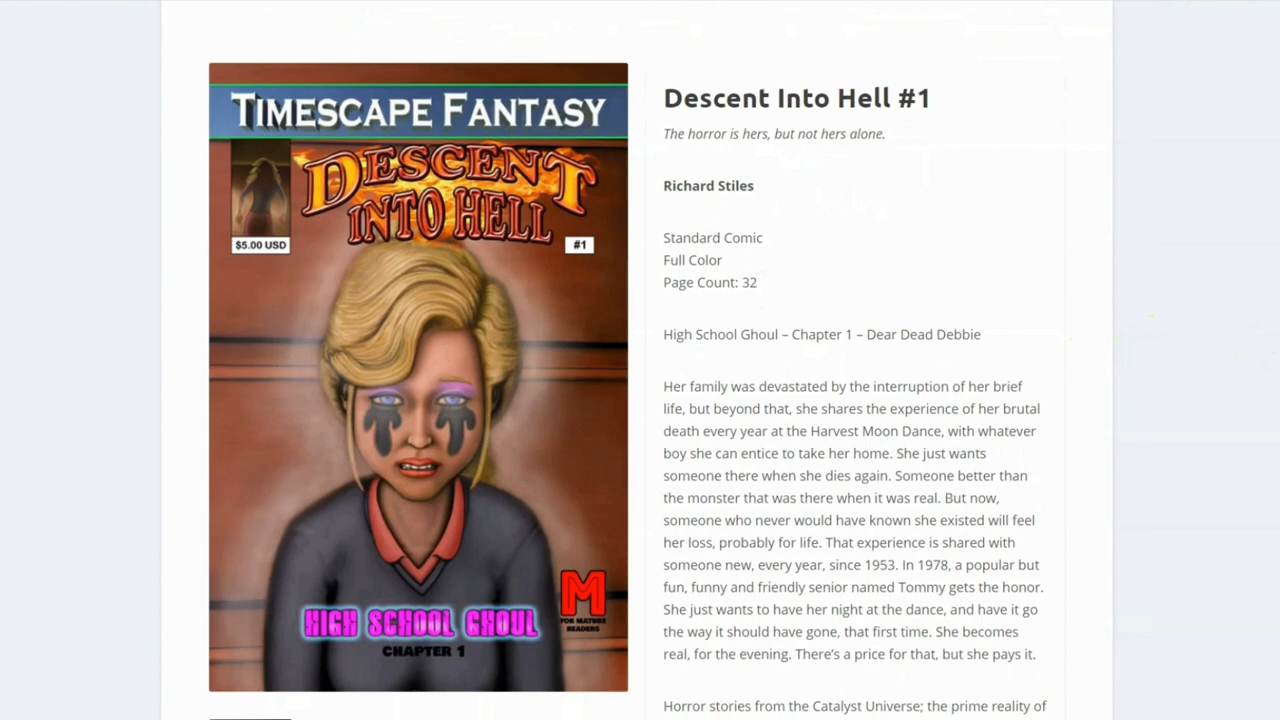 TIMESCAPE FANTASY
DESCENT
INTO HELL
$5.00 USD
#1
HIGH SCHOOL GHOUL
CHAPTER 1
M
FOR MATURE
READERS
Descent Into Hell #1
The horror is hers, but not hers alone.
Richard Stiles
Standard Comic
Full Color
Page Count: 32
High School Ghoul – Chapter 1 – Dear Dead Debbie
Her family was devastated by the interruption of her brief
life, but beyond that, she shares the experience of her brutal
death every year at the Harvest Moon Dance, with whatever
boy she can entice to take her home. She just wants
someone there when she dies again. Someone better than
the monster that was there when it was real. But now,
someone who never would have known she existed will feel
her loss, probably for life. That experience is shared with
someone new, every year, since 1953. In 1978, a popular but
fun, funny and friendly senior named Tommy gets the honor.
She just wants to have her night at the dance, and have it go
the way it should have gone, that first time. She becomes
real, for the evening. There’s a price for that, but she pays it.
Horror stories from the Catalyst Universe; the prime reality of